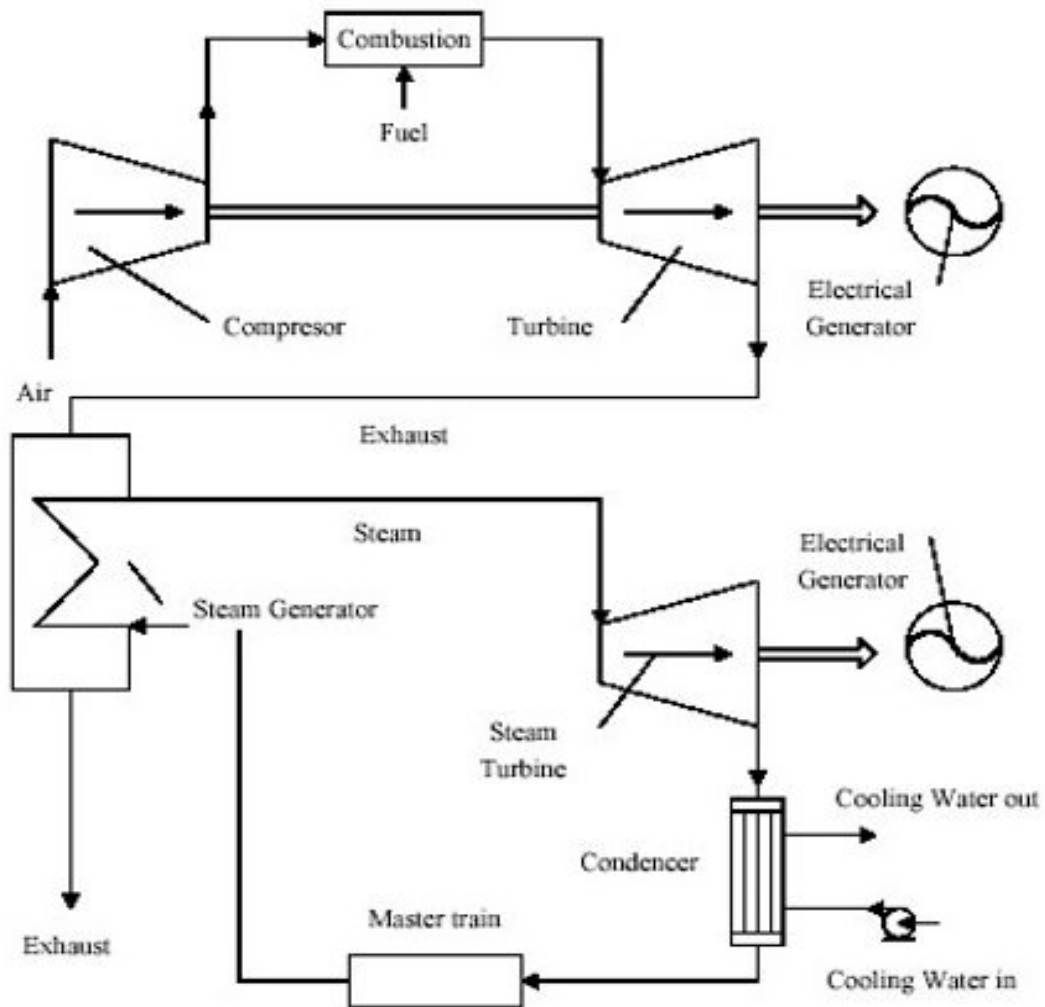 Combustion
Fuel
Compresor
Turbine
Electrical
Generator
Air
Exhaust
Steam
Electrical
Generator
Steam Generator
Steam
Turbine
Cooling Water out
Condencer
Master train
Exhaust
Cooling Water in